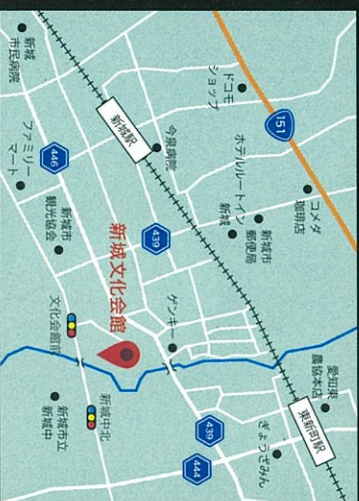 151
ドコモ
ショップ
コメダ
珈琲店
新城
市民病院
新城駅
今泉病院
ホテルルートイン
新城
新城市
郵便局
446
ファミリー
マート
新城市
観光協会
439
新城文化会館
ゲンキー
文化会館前
愛知東
農協本店
東新町駅
新城中北
新城市立
新城中
439
444
ぎょうざみん